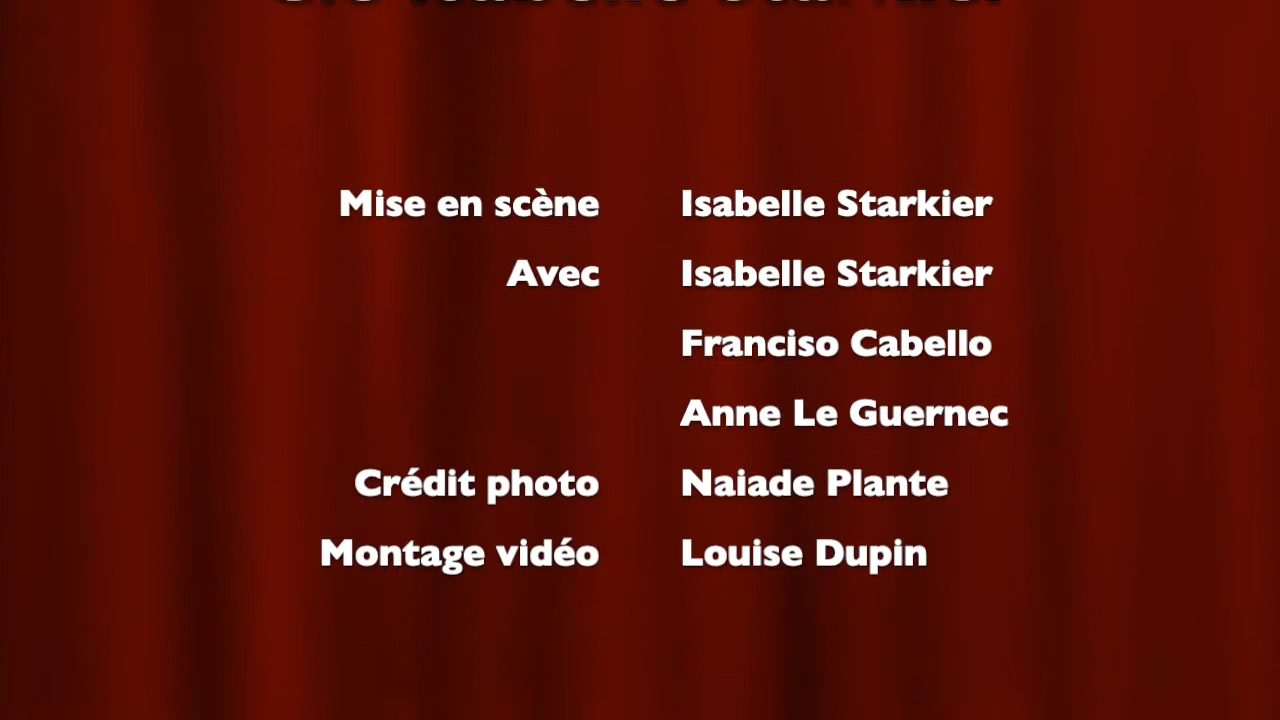 Mise en scène Isabelle Starkier
Avec Isabelle Starkier
Franciso Cabello
Anne Le Guernec
Crédit photo Naiade Plante
Montage vidéo Louise Dupin